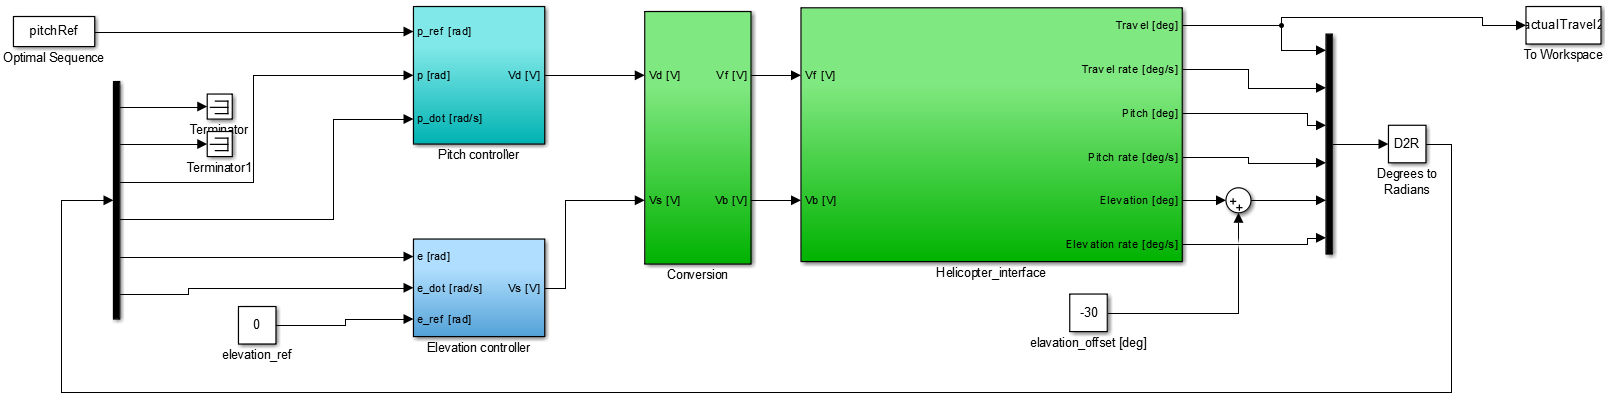 pitchRef
Optimal Sequence
Terminator
Terminator1
p_ref [rad]
p [rad]
p_dot [rad/s]
Vd [V]
Pitch controller
e [rad]
e_dot [rad/s]
e_ref [rad]
Vs [V]
Elevation controller
0
elevation_ref
Vd [V]
Vs [V]
Vf [V]
Vb [V]
Conversion
Vf [V]
Vb [V]
Travel [deg]
Travel rate [deg/s]
Pitch [deg]
Pitch rate [deg/s]
Elevation [deg]
Elevation rate [deg/s]
Helicopter_interface
+
+
-30
elavation_offset [deg]
D2R
Degrees to
Radians
actualTravel2
To Workspace